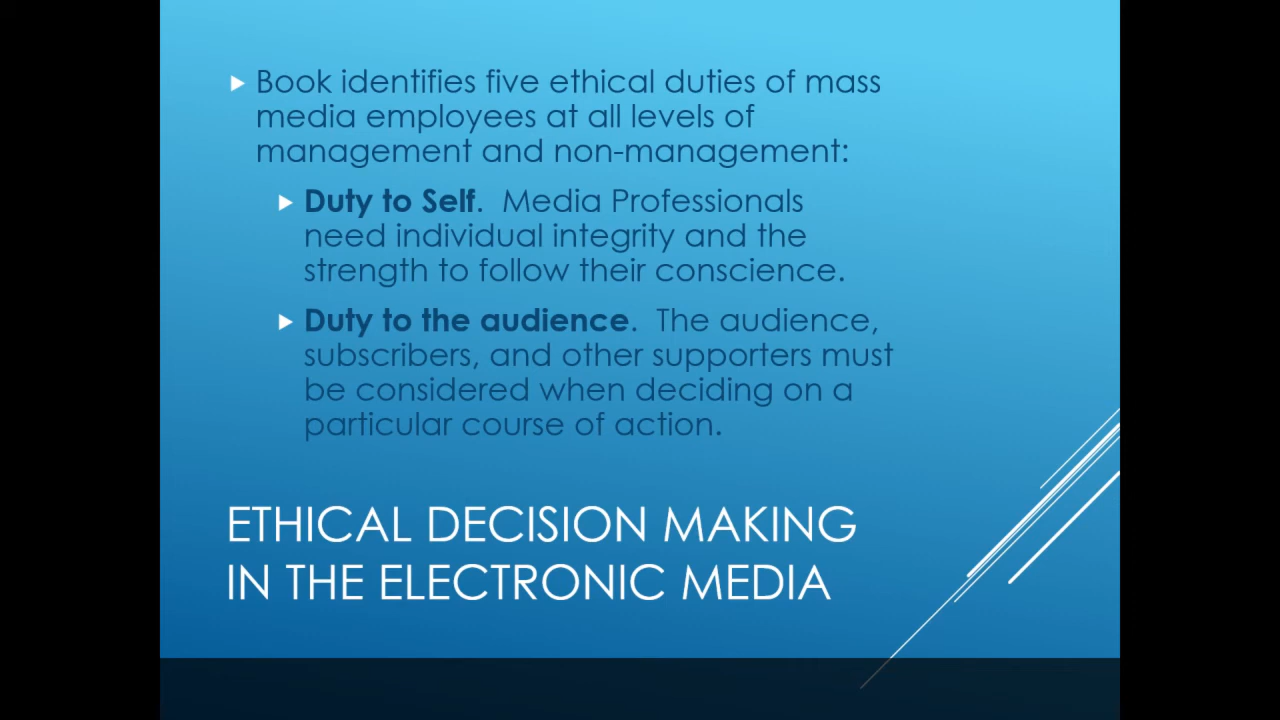 Book identifies five ethical duties of mass
media employees at all levels of
management and non-management:
Duty to Self.  Media Professionals
need individual integrity and the
strength to follow their conscience.
Duty to the audience.  The audience,
subscribers, and other supporters must
be considered when deciding on a
particular course of action.
ETHICAL DECISION MAKING
IN THE ELECTRONIC MEDIA